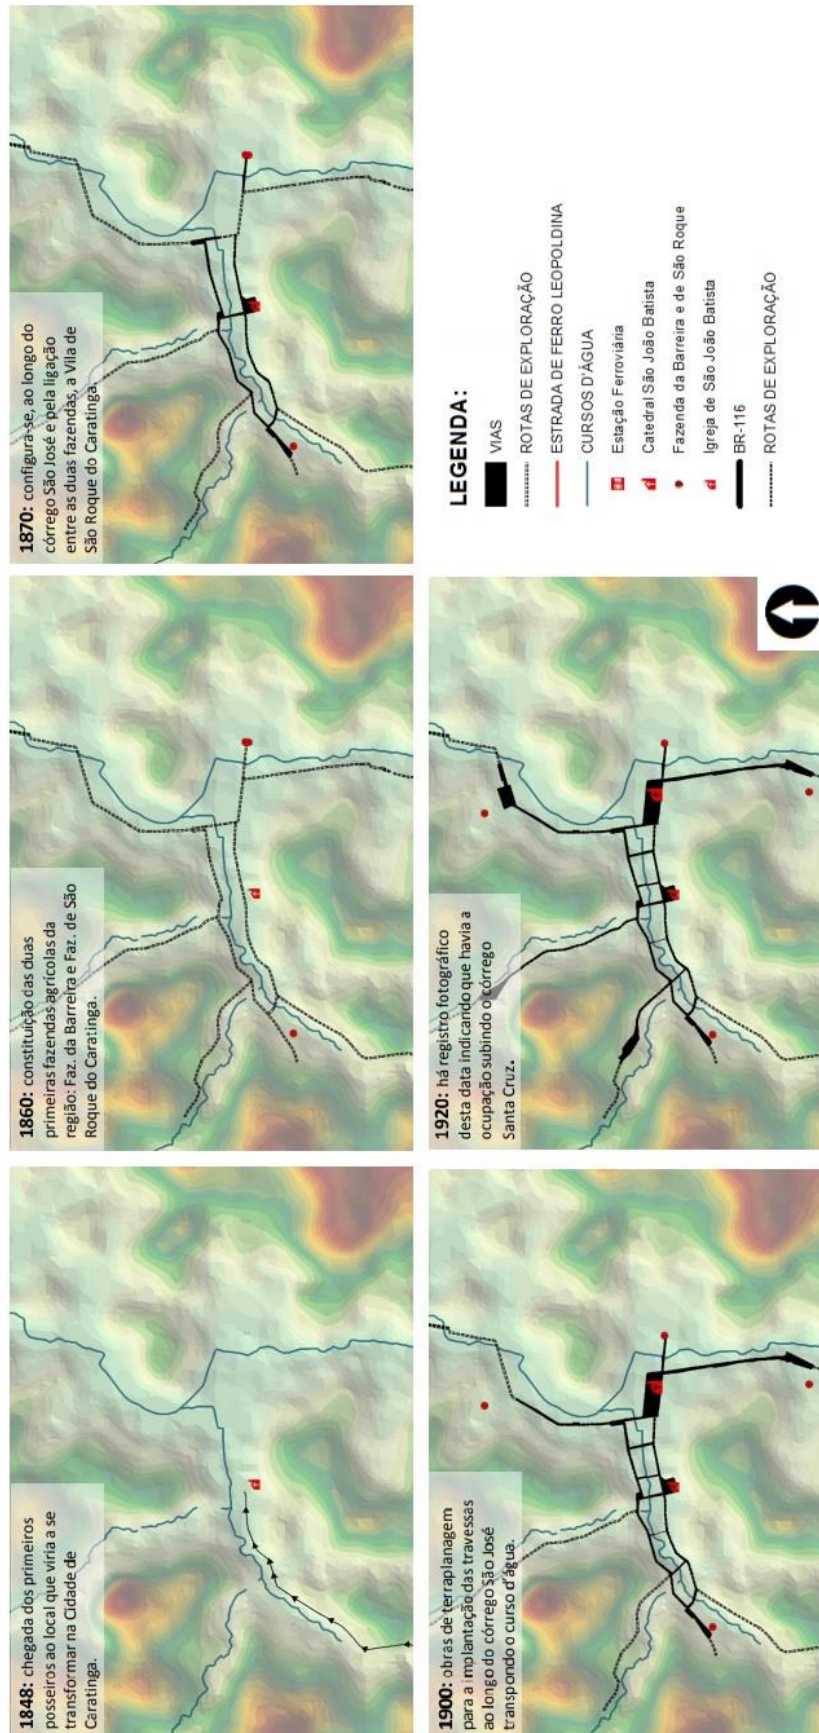 1848: chegada dos primeiros
posseiros ao local que viria a se
transformar na Cidade de
Caratinga.
1860: constituição das duas
primeiras fazendas agrícolas da
região: Faz. da Barreira e Faz. de São
Roque do Caratinga.
1870: configura-se, ao longo do
córrego São José e pela ligação
entre as duas fazendas, a Vila de
São Roque do Caratinga.
1900: obras de terraplanagem
para a implantação das travessas
ao longo do córrego São José
transpondo o curso d'água.
1920: há registro fotográfico
desta data indicando que havia a
ocupação subindo o córrego
Santa Cruz.
LEGENDA:
VIAS
ROTAS DE EXPLORAÇÃO
ESTRADA DE FERRO LEOPOLDINA
CURSOS D'ÁGUA
Estação Ferroviária
Catedral São João Batista
Fazenda da Barreira e de São Roque
Igreja de São João Batista
BR-116
ROTAS DE EXPLORAÇÃO